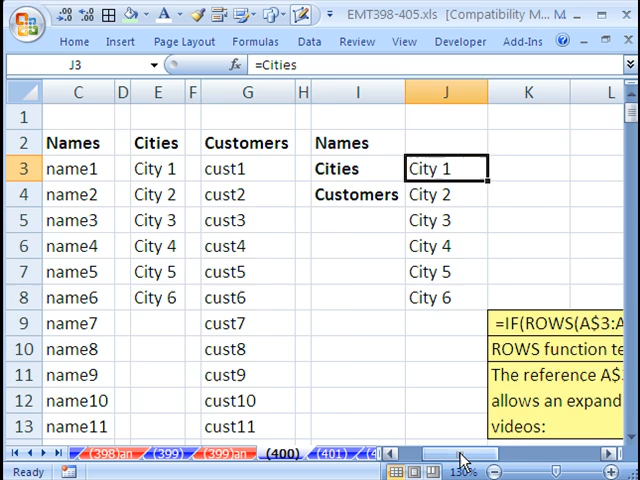 EMT398-405.xls [Compatibility M...
Home Insert Page Layout Formulas Data Review View Developer Add-Ins
J3 fx =Cities
C D E F G H I J K L
1
2 Names Cities Customers Names
3 name1 City 1 cust1 Cities City 1
4 name2 City 2 cust2 Customers City 2
5 name3 City 3 cust3 City 3
6 name4 City 4 cust4 City 4
7 name5 City 5 cust5 City 5
8 name6 City 6 cust6 City 6
9 name7 cust7 =IF(ROWS(A$3:A
10 name8 cust8 ROWS function te
11 name9 cust9 The reference A$
12 name10 cust10 allows an expand
13 name11 cust11 videos:
(398)an (399) (399)an (400) (401) (4
Ready 130%